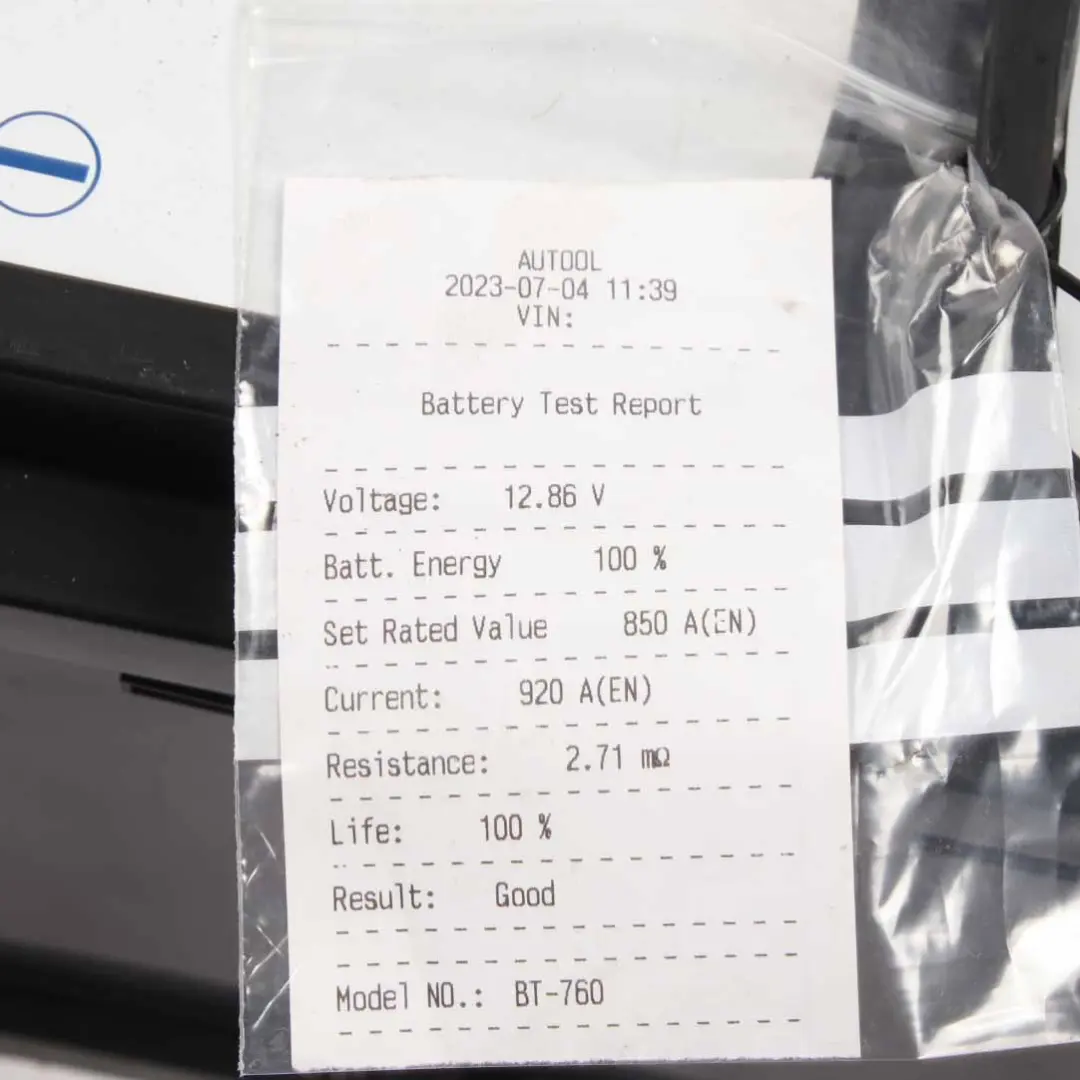 AUTOOL
2023-07-04 11:39
VIN:
Battery Test Report
Voltage: 12.86 V
Batt. Energy 100 %
Set Rated Value 850 A(EN)
Current: 920 A(EN)
Resistance: 2.71 mΩ
Life: 100 %
Result: Good
Model NO.: BT-760